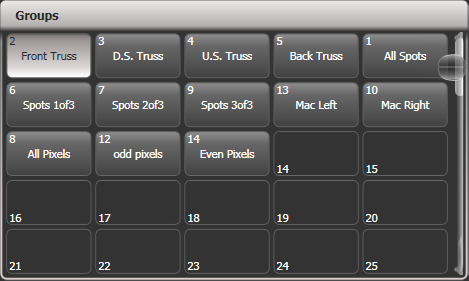 Groups
2 3 4 5 1
Front Truss D.S. Truss U.S. Truss Back Truss All Spots
6 7 9 13 10
Spots 1of3 Spots 2of3 Spots 3of3 Mac Left Mac Right
8 12 14
All Pixels odd pixels Even Pixels
14 15
16 17 18 19 20
21 22 23 24 25